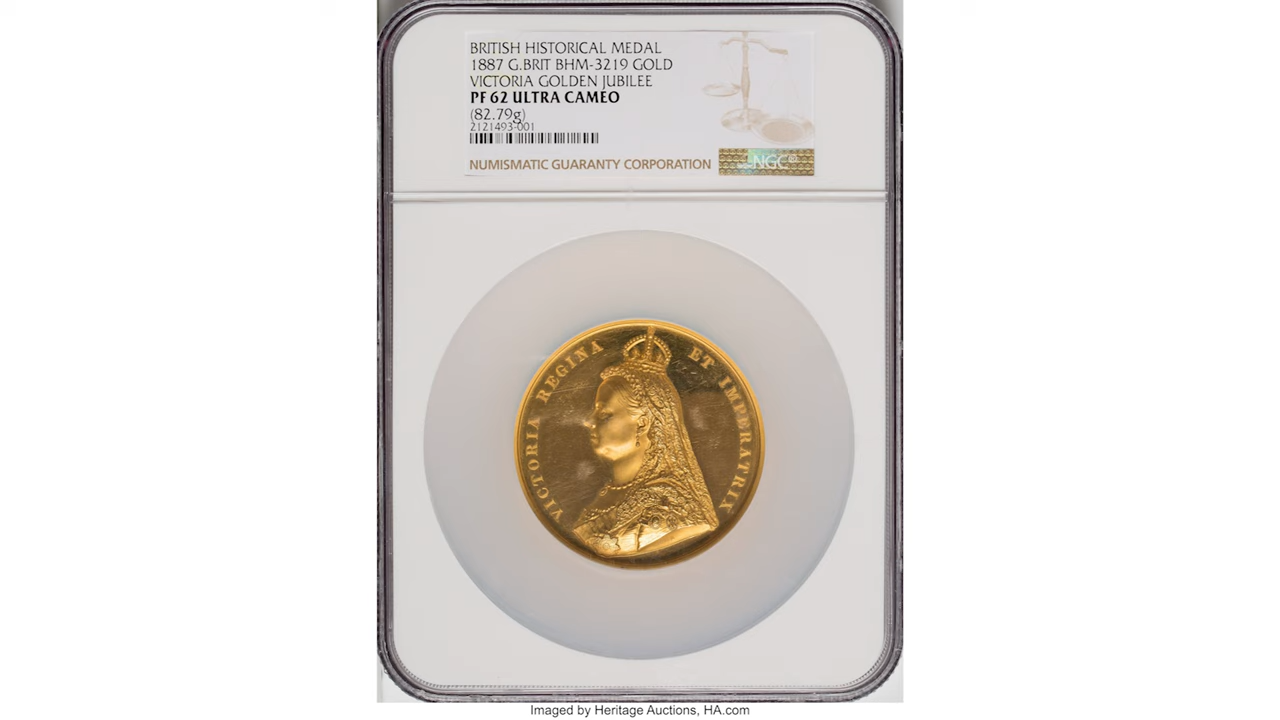 BRITISH HISTORICAL MEDAL
1887 G.BRIT BHM-3219 GOLD
VICTORIA GOLDEN JUBILEE
PF 62 ULTRA CAMEO
(82.79g)
2121493-001
NUMISMATIC GUARANTY CORPORATION
NGC
VICTORIA REGINA ET IMPERATRIX
Imaged by Heritage Auctions, HA.com